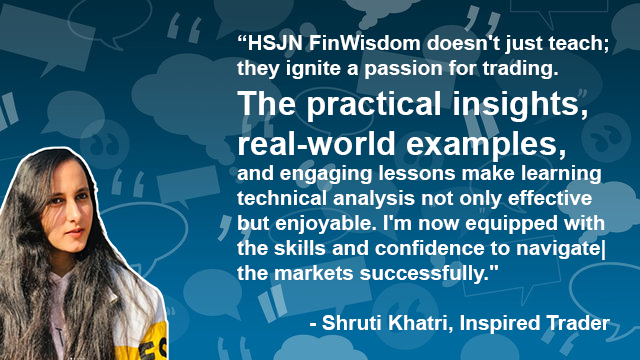 “HSJN FinWisdom doesn't just teach;
they ignite a passion for trading.
The practical insights,
real-world examples,
and engaging lessons make learning
technical analysis not only effective
but enjoyable. I'm now equipped with
the skills and confidence to navigate|
the markets successfully."
- Shruti Khatri, Inspired Trader